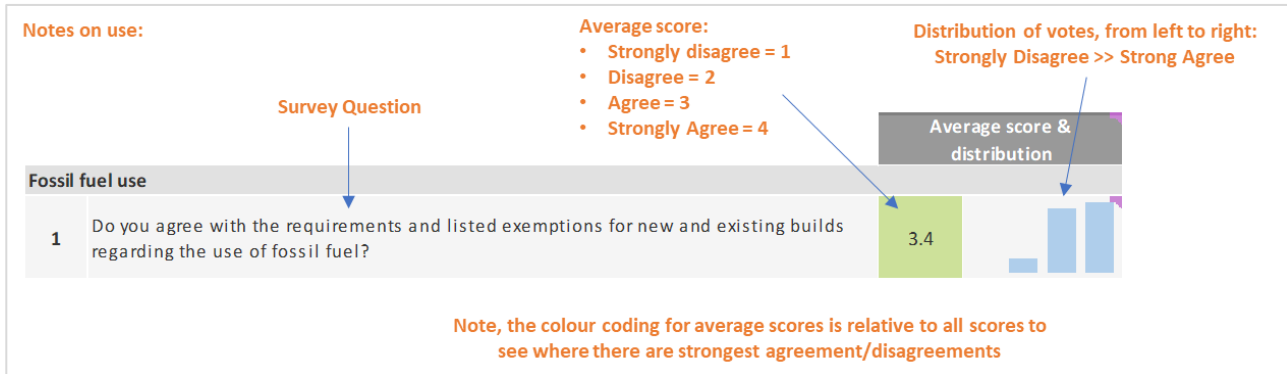 Notes on use:
Average score:
• Strongly disagree = 1
• Disagree = 2
• Agree = 3
• Strongly Agree = 4
Distribution of votes, from left to right:
Strongly Disagree >> Strong Agree
Survey Question
Average score &
distribution
Fossil fuel use
1
Do you agree with the requirements and listed exemptions for new and existing builds
regarding the use of fossil fuel?
3.4
Note, the colour coding for average scores is relative to all scores to
see where there are strongest agreement/disagreements